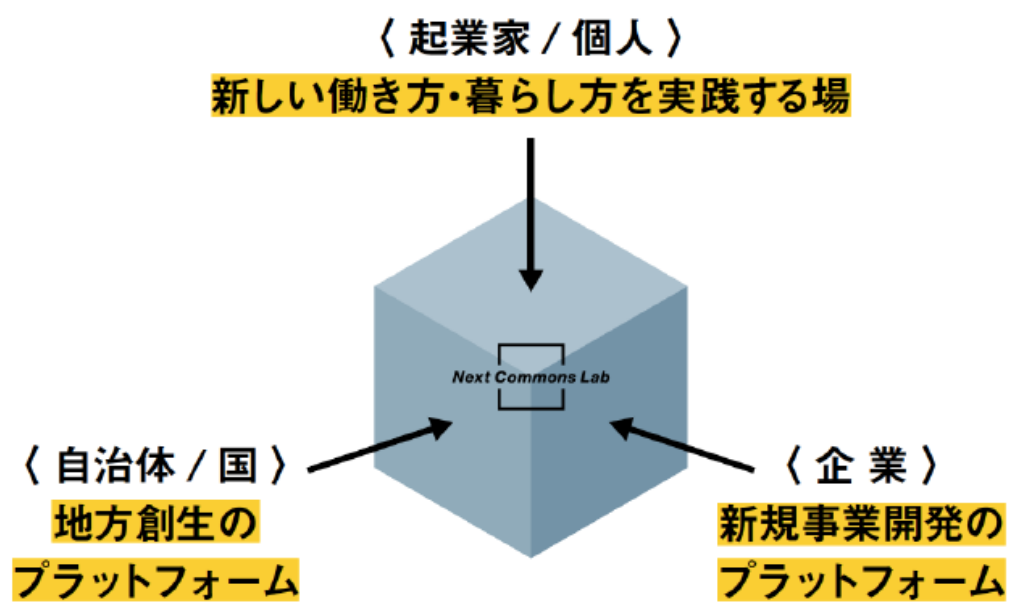 〈 起業家 / 個人 〉
新しい働き方・暮らし方を実践する場
Next Commons Lab
〈 自治体 / 国 〉
地方創生の
プラットフォーム
〈 企 業 〉
新規事業開発の
プラットフォーム